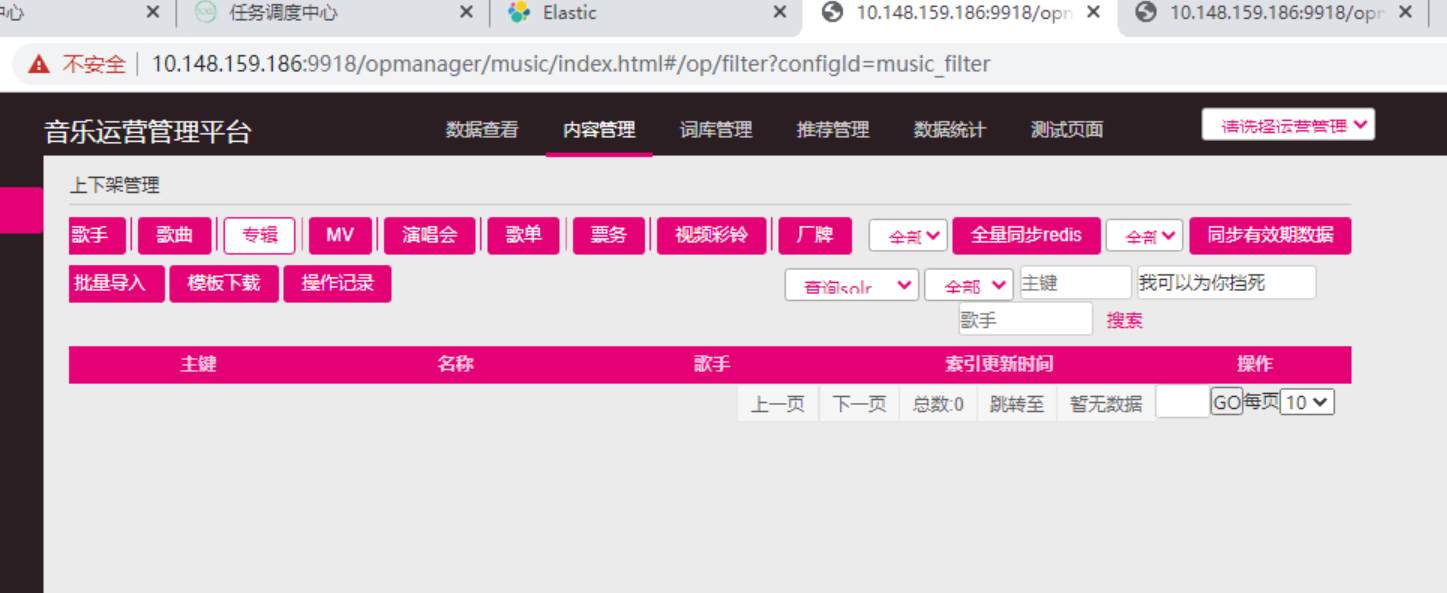 中心 任务调度中心 Elastic 10.148.159.186:9918/opn 10.148.159.186:9918/opr
不安全 10.148.159.186:9918/opmanager/music/index.html#/op/filter?configId=music_filter
音乐运营管理平台 数据查看 内容管理 词库管理 推荐管理 数据统计 测试页面 请选择运营管理
上下架管理
歌手 歌曲 专辑 MV 演唱会 歌单 票务 视频彩铃 厂牌 全部 全量同步redis 全部 同步有效期数据
批量导入 模板下载 操作记录 查询solr 全部 主键 我可以为你挡死
歌手 搜索
主键 名称 歌手 索引更新时间 操作
上一页 下一页 总数:0 跳转至 暂无数据 GO 每页 10